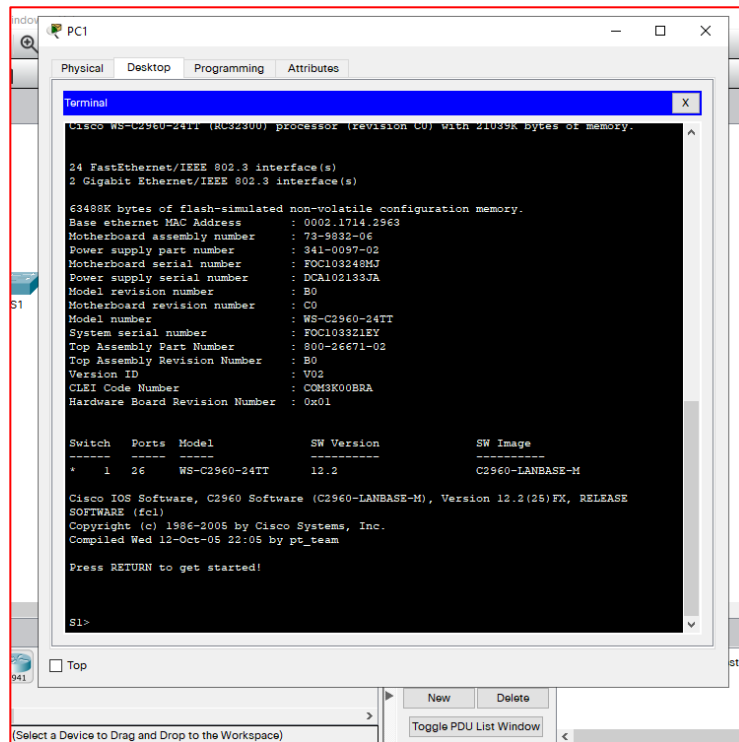 indow
PC1
Physical Desktop Programming Attributes
Terminal X
Cisco WS-C2960-24TT (RC32300) processor (revision C0) with 21039K bytes of memory.
24 FastEthernet/IEEE 802.3 interface(s)
2 Gigabit Ethernet/IEEE 802.3 interface(s)
63488K bytes of flash-simulated non-volatile configuration memory.
Base ethernet MAC Address : 0002.1714.2963
Motherboard assembly number : 73-9832-06
Power supply part number : 341-0097-02
Motherboard serial number : FOC103248MJ
Power supply serial number : DCA102133JA
Model revision number : B0
Motherboard revision number : C0
Model number : WS-C2960-24TT
System serial number : FOC1033Z1EY
Top Assembly Part Number : 800-26671-02
Top Assembly Revision Number : B0
Version ID : V02
CLEI Code Number : COM3K00BRA
Hardware Board Revision Number : 0x01
Switch Ports Model SW Version SW Image
------ ----- ----- ---------- ----------
* 1 26 WS-C2960-24TT 12.2 C2960-LANBASE-M
Cisco IOS Software, C2960 Software (C2960-LANBASE-M), Version 12.2(25)FX, RELEASE
SOFTWARE (fc1)
Copyright (c) 1986-2005 by Cisco Systems, Inc.
Compiled Wed 12-Oct-05 22:05 by pt_team
Press RETURN to get started!
S1>
S1
Top
941
st
New Delete
Toggle PDU List Window
(Select a Device to Drag and Drop to the Workspace)